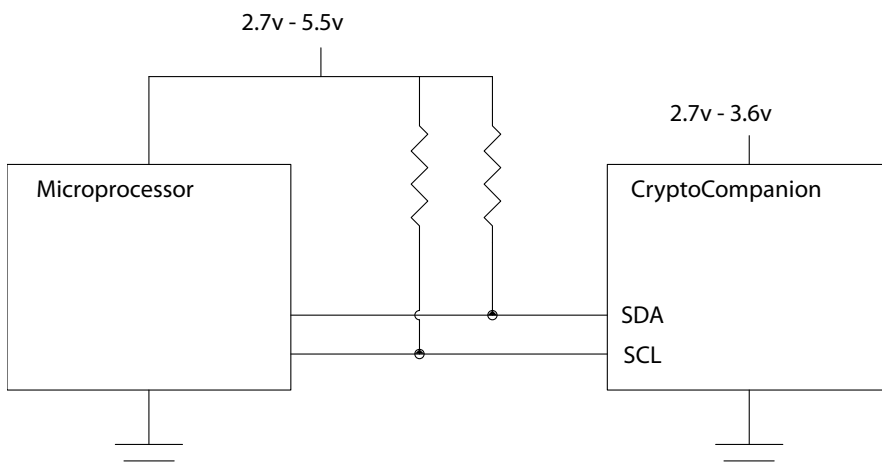 2.7v - 5.5v
2.7v - 3.6v
Microprocessor
CryptoCompanion
SDA
SCL